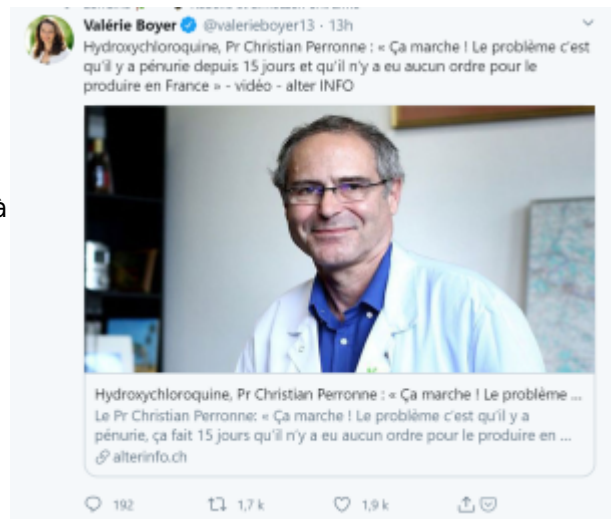 Valérie Boyer @valerieboyer13 · 13h
Hydroxychloroquine, Pr Christian Perronne : « Ça marche ! Le problème c'est
qu'il y a pénurie depuis 15 jours et qu'il n'y a eu aucun ordre pour le
produire en France » - vidéo - alter INFO
à
Hydroxychloroquine, Pr Christian Perronne : « Ça marche ! Le problème ...
Le Pr Christian Perronne: « Ça marche ! Le problème c'est qu'il y a
pénurie, ça fait 15 jours qu'il n'y a eu aucun ordre pour le produire en ...
alterinfo.ch
192 1,7 k 1,9 k